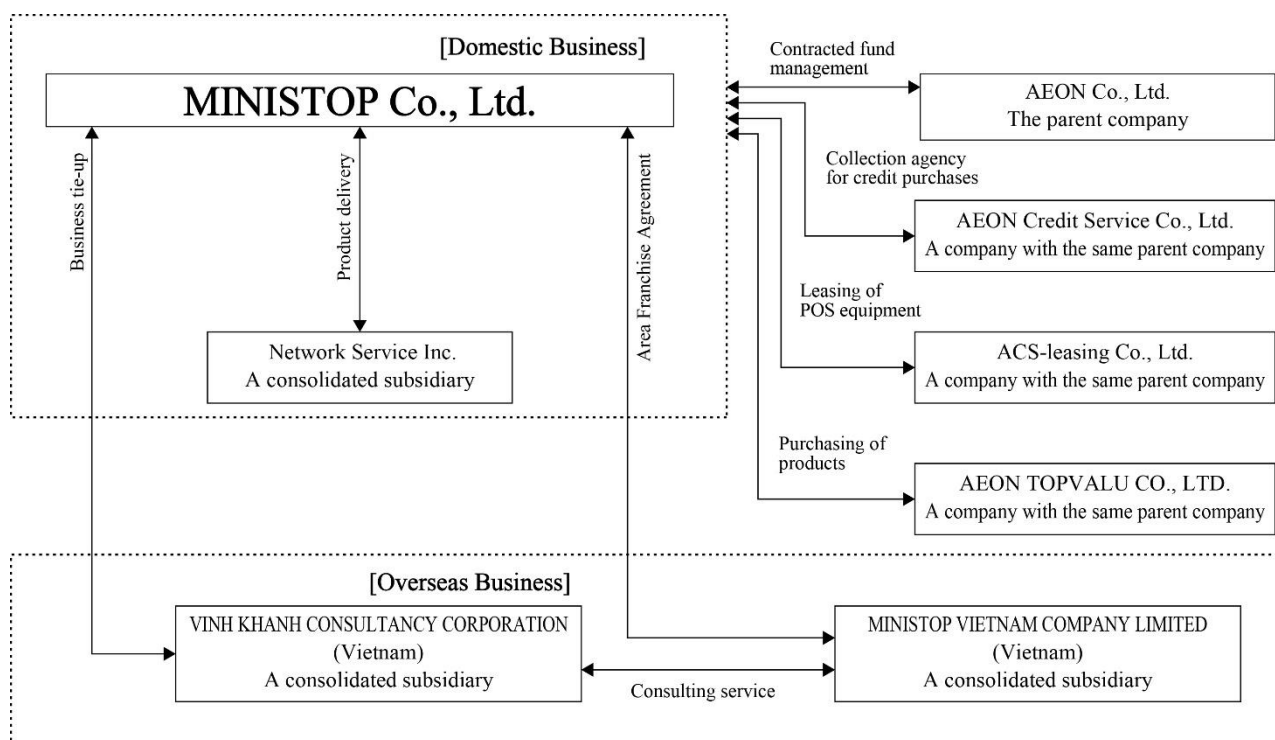 [Domestic Business]
MINISTOP Co., Ltd.
Business tie-up
Product delivery
Area Franchise Agreement
Network Service Inc.
A consolidated subsidiary
Contracted fund
management
AEON Co., Ltd.
The parent company
Collection agency
for credit purchases
AEON Credit Service Co., Ltd.
A company with the same parent company
Leasing of
POS equipment
ACS-leasing Co., Ltd.
A company with the same parent company
Purchasing of
products
AEON TOPVALU CO., LTD.
A company with the same parent company
[Overseas Business]
VINH KHANH CONSULTANCY CORPORATION
(Vietnam)
A consolidated subsidiary
Consulting service
MINISTOP VIETNAM COMPANY LIMITED
(Vietnam)
A consolidated subsidiary